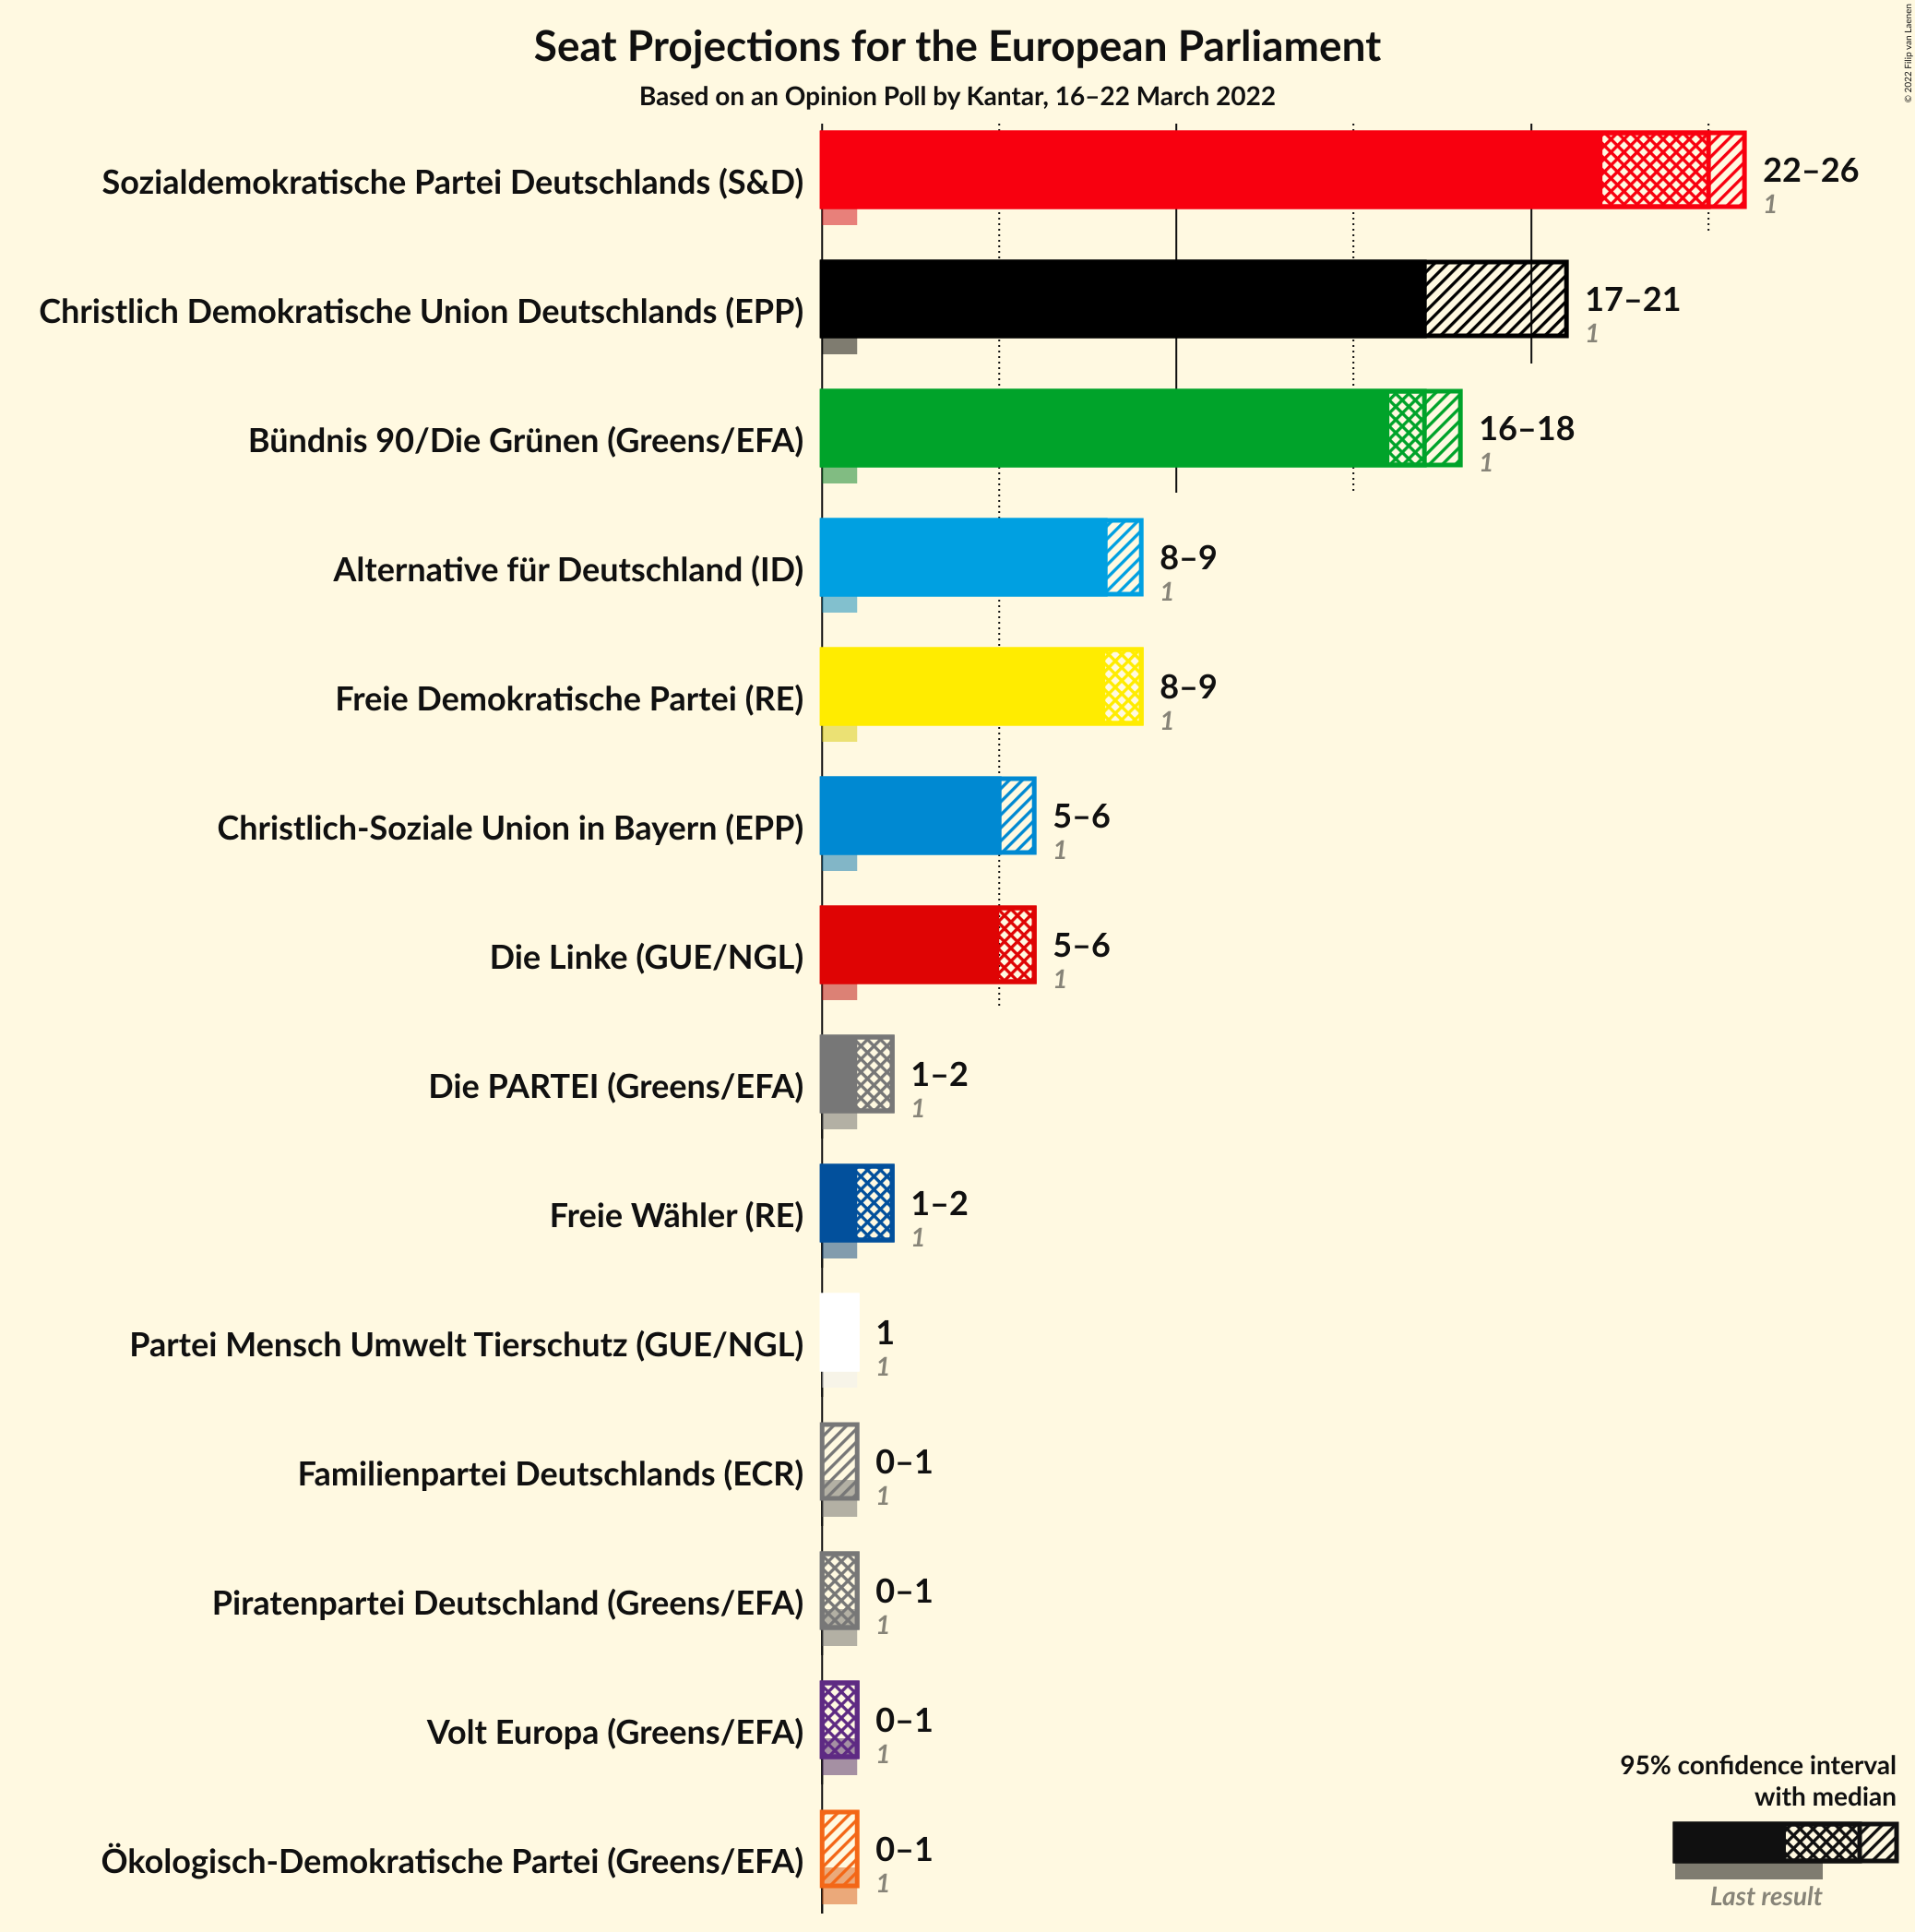 Seat Projections for the European Parliament
Based on an Opinion Poll by Kantar, 16–22 March 2022
© 2022 Filip van Laenen
Sozialdemokratische Partei Deutschlands (S&D)
22–26
1
Christlich Demokratische Union Deutschlands (EPP)
17–21
1
Bündnis 90/Die Grünen (Greens/EFA)
16–18
1
Alternative für Deutschland (ID)
8–9
1
Freie Demokratische Partei (RE)
8–9
1
Christlich-Soziale Union in Bayern (EPP)
5–6
1
Die Linke (GUE/NGL)
5–6
1
Die PARTEI (Greens/EFA)
1–2
1
Freie Wähler (RE)
1–2
1
Partei Mensch Umwelt Tierschutz (GUE/NGL)
1
1
Familienpartei Deutschlands (ECR)
0–1
1
Piratenpartei Deutschland (Greens/EFA)
0–1
1
Volt Europa (Greens/EFA)
0–1
1
Ökologisch-Demokratische Partei (Greens/EFA)
0–1
1
95% confidence interval
with median
Last result